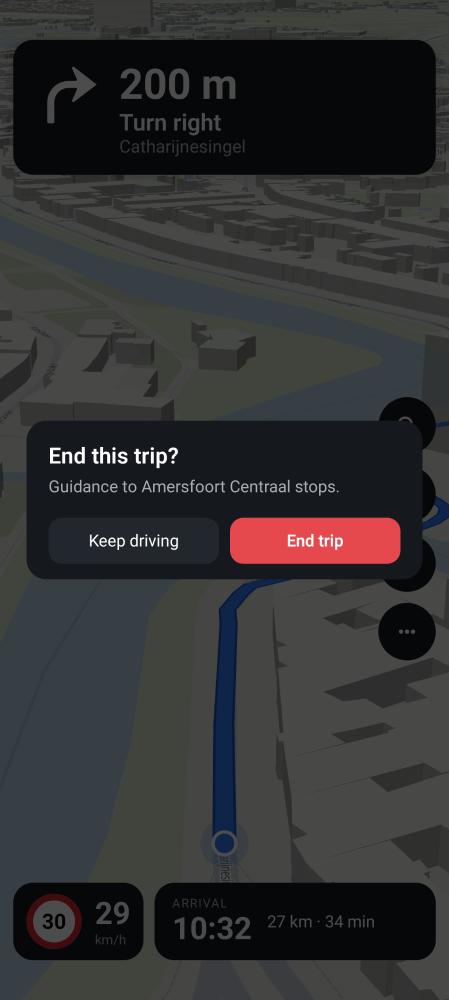 200 m
Turn right
Catharijnesingel
End this trip?
Guidance to Amersfoort Centraal stops.
Keep driving
End trip
30
29
km/h
ARRIVAL
10:32
27 km · 34 min